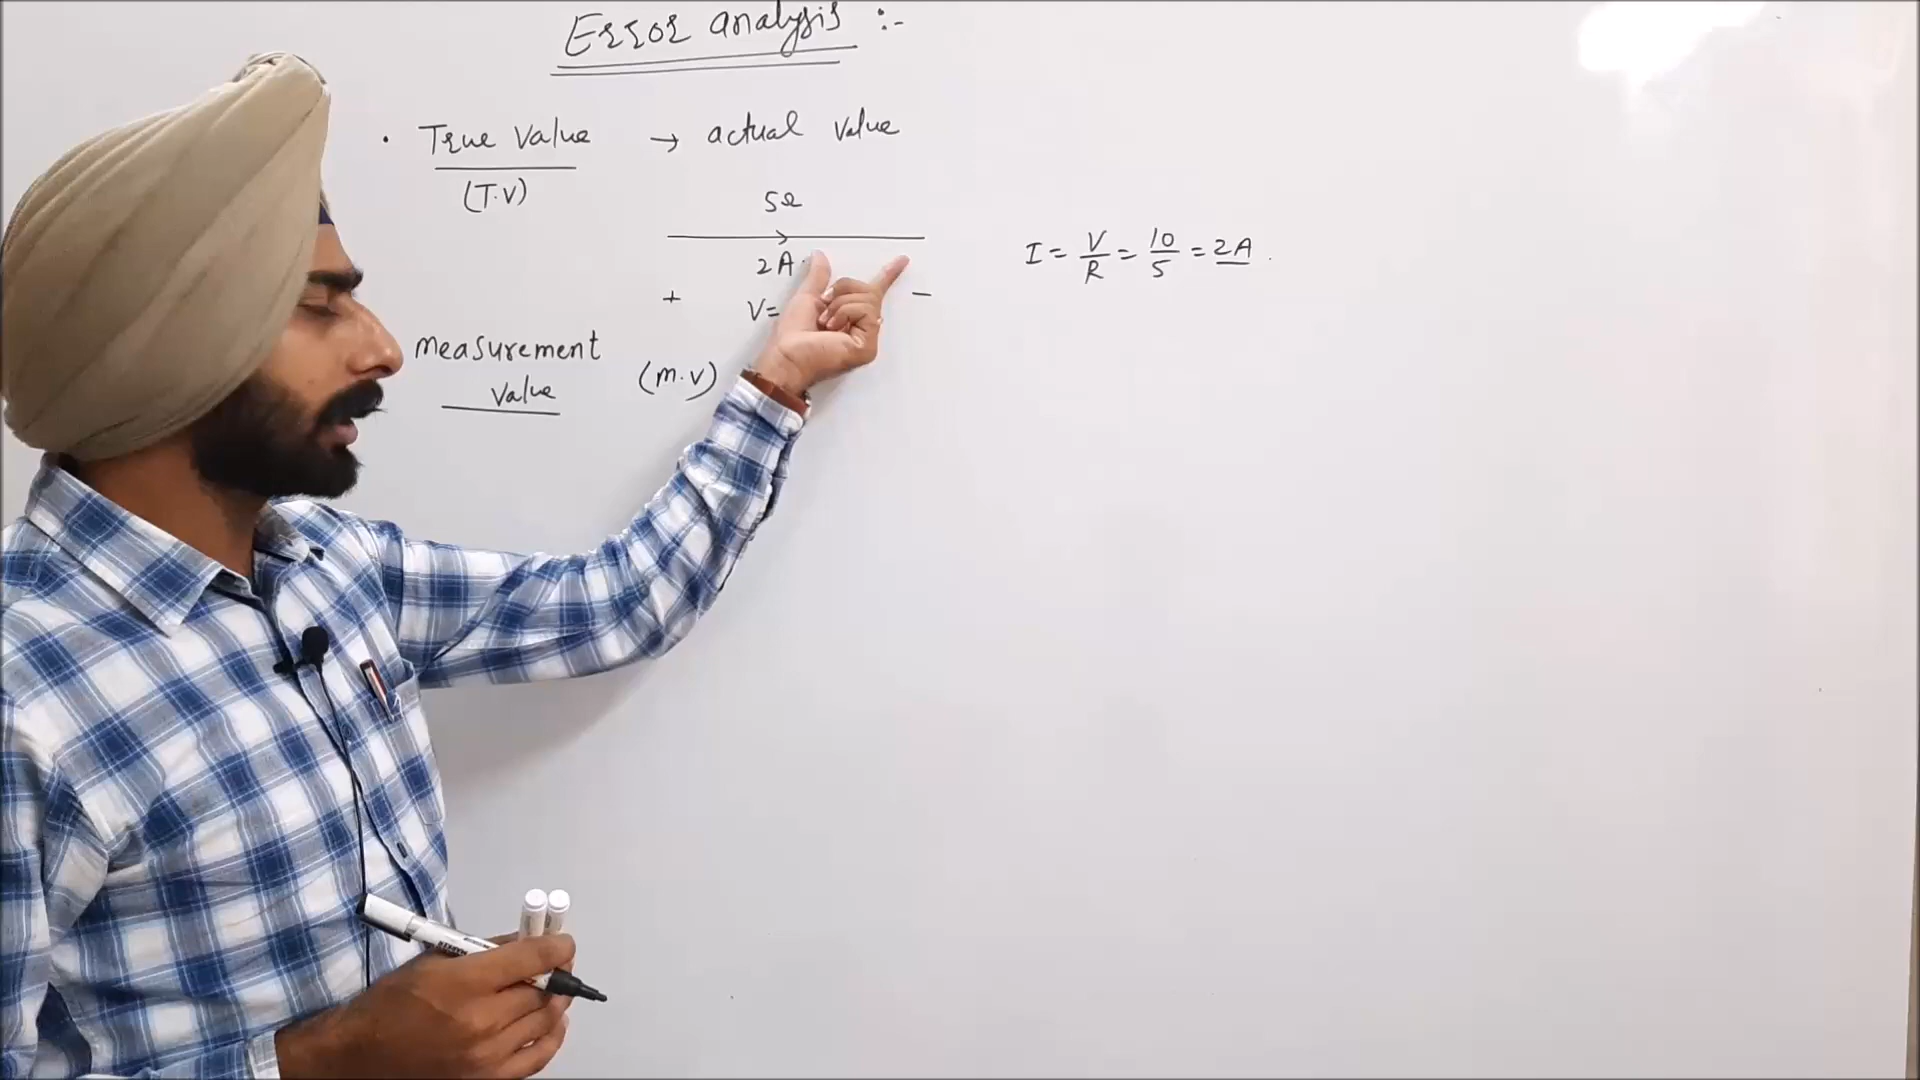 Error analysis :-
· True Value → actual value
(T.V)
5Ω
2A
+ V= -
I = V/R = 10/5 = 2A.
measurement
value (m.v)